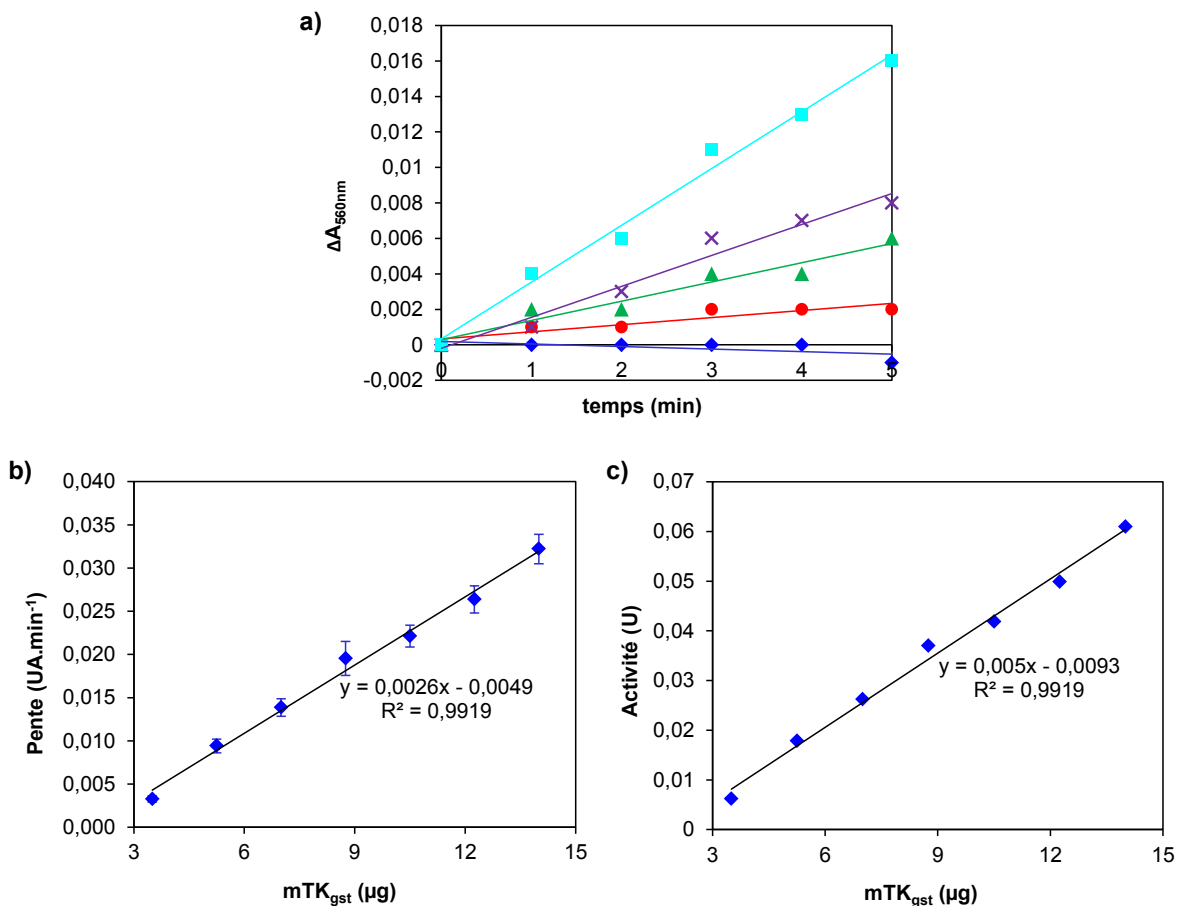 a)
0,018
0,016
0,014
0,012
0,01
0,008
0,006
0,004
0,002
0
-0,002
ΔA560nm
0 1 2 3 4 5
temps (min)
b)
0,040
0,035
0,030
0,025
0,020
0,015
0,010
0,005
0,000
Pente (UA.min-1)
y = 0,0026x - 0,0049
R² = 0,9919
3 6 9 12 15
mTKgst (µg)
c)
0,07
0,06
0,05
0,04
0,03
0,02
0,01
0
Activité (U)
y = 0,005x - 0,0093
R² = 0,9919
3 6 9 12 15
mTKgst (µg)